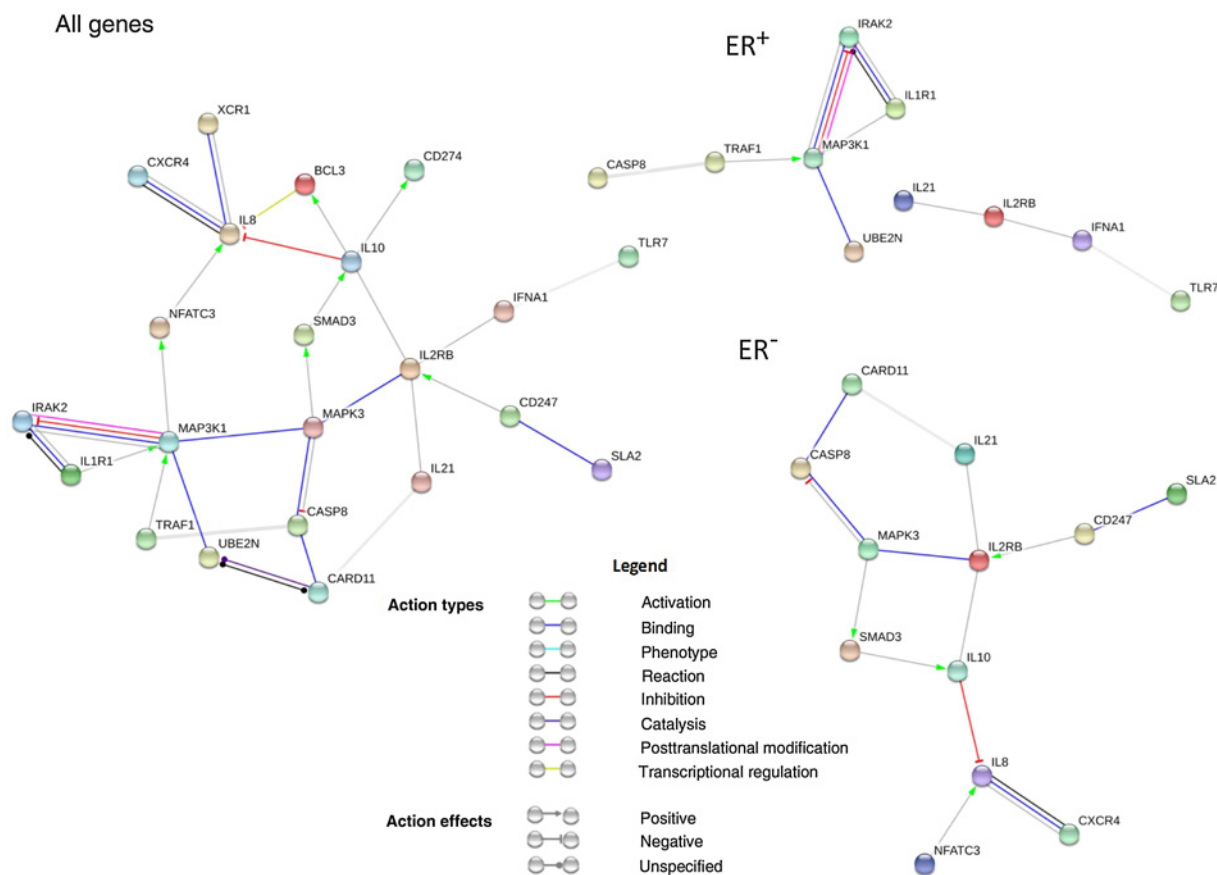 All genes
XCR1
CXCR4
BCL3
CD274
IL8
IL10
TLR7
NFATC3
SMAD3
IFNA1
IL2RB
IRAK2
MAP3K1
MAPK3
CD247
IL1R1
IL21
SLA2
TRAF1
CASP8
UBE2N
CARD11
ER+
IRAK2
IL1R1
TRAF1
MAP3K1
CASP8
IL21
IL2RB
UBE2N
IFNA1
TLR7
ER-
CARD11
IL21
CASP8
SLA2
CD247
MAPK3
IL2RB
SMAD3
IL10
IL8
CXCR4
NFATC3
Legend
Action types
Activation
Binding
Phenotype
Reaction
Inhibition
Catalysis
Posttranslational modification
Transcriptional regulation
Action effects
Positive
Negative
Unspecified